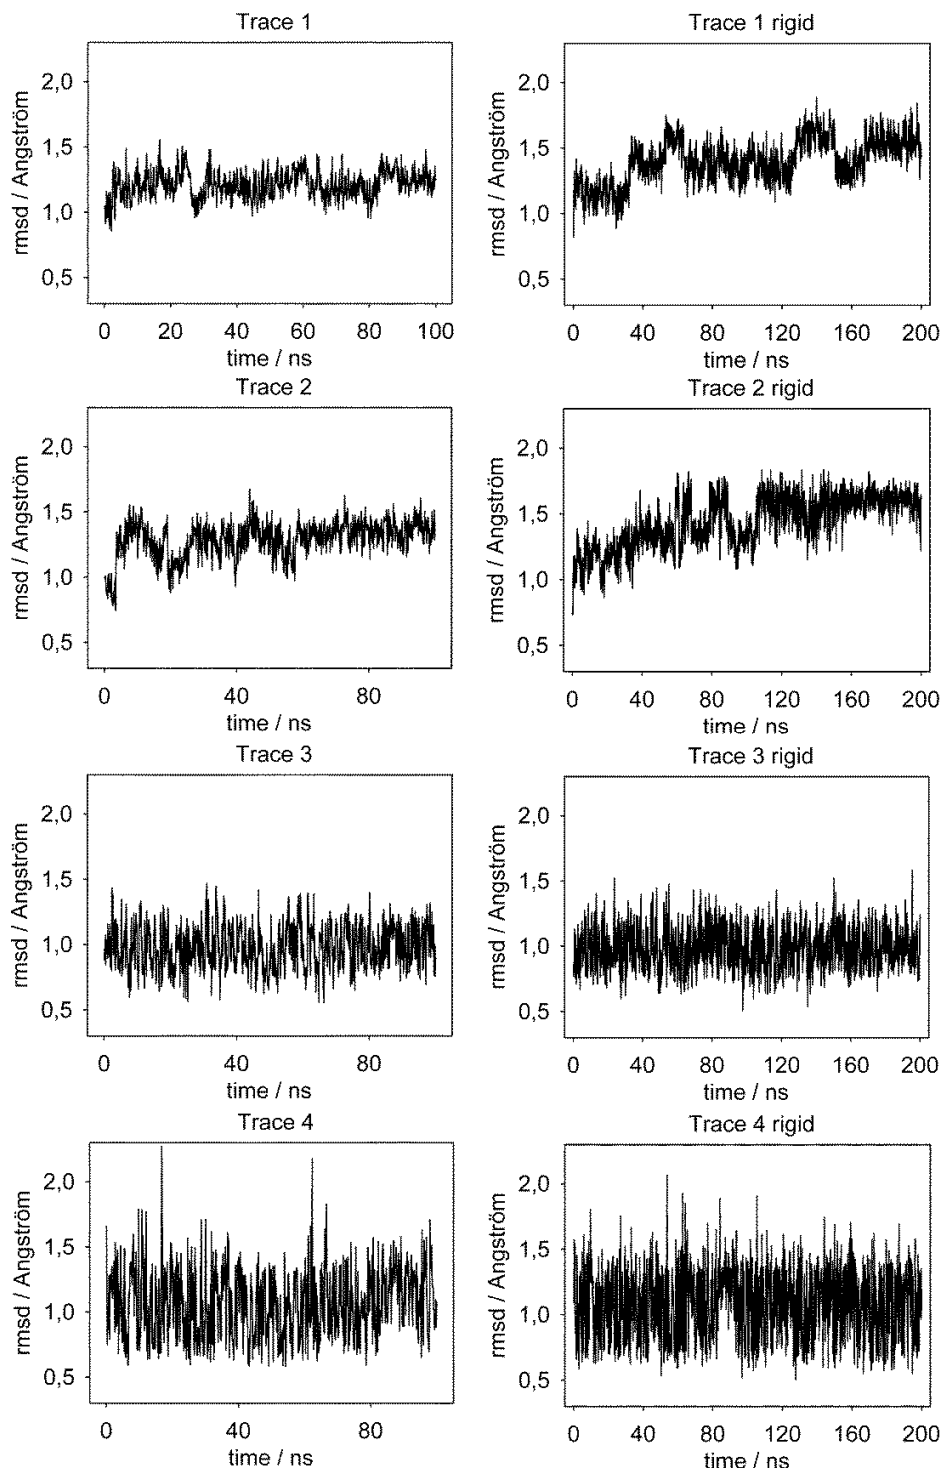 Trace 1
2,0
1,5
1,0
0,5
rmsd / Angström
0 20 40 60 80 100
time / ns
Trace 1 rigid
2,0
1,5
1,0
0,5
rmsd / Angström
0 40 80 120 160 200
time / ns
Trace 2
2,0
1,5
1,0
0,5
rmsd / Angström
0 40 80
time / ns
Trace 2 rigid
2,0
1,5
1,0
0,5
rmsd / Angström
0 40 80 120 160 200
time / ns
Trace 3
2,0
1,5
1,0
0,5
rmsd / Angström
0 40 80
time / ns
Trace 3 rigid
2,0
1,5
1,0
0,5
rmsd / Angström
0 40 80 120 160 200
time / ns
Trace 4
2,0
1,5
1,0
0,5
rmsd / Angström
0 40 80
time / ns
Trace 4 rigid
2,0
1,5
1,0
0,5
rmsd / Angström
0 40 80 120 160 200
time / ns